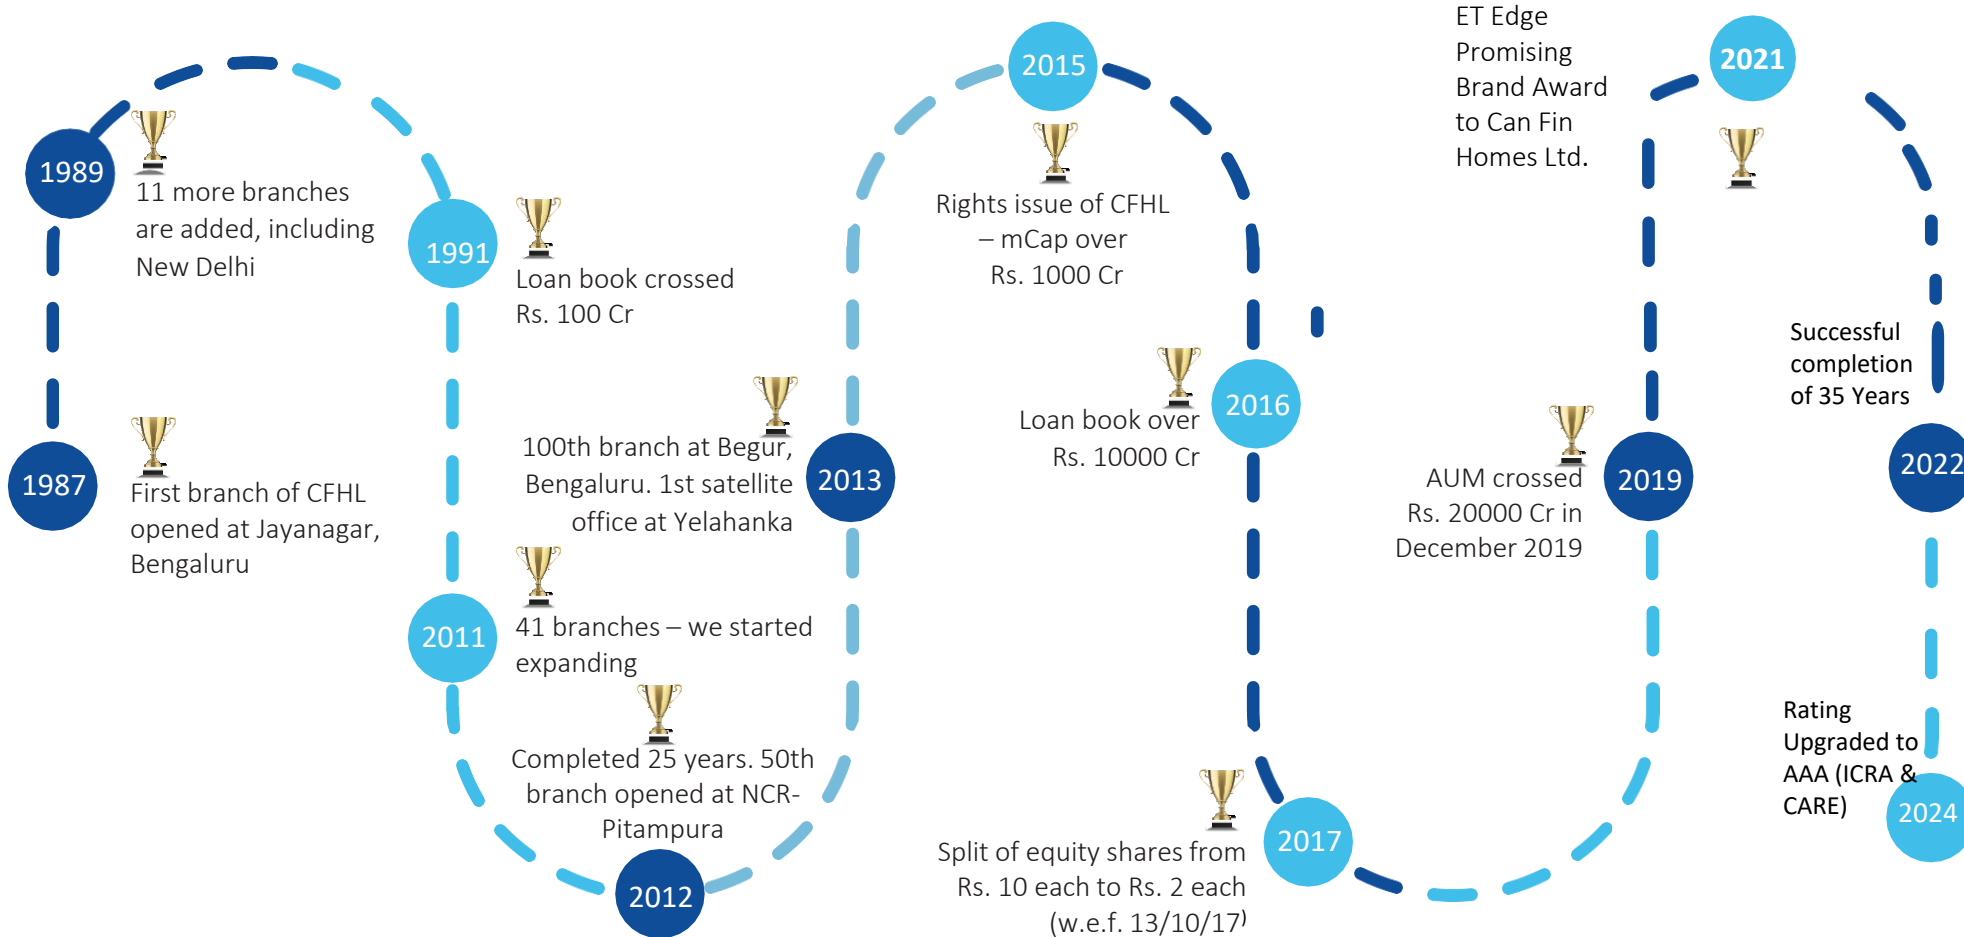 1987
First branch of CFHL
opened at Jayanagar,
Bengaluru
1989
11 more branches
are added, including
New Delhi
1991
Loan book crossed
Rs. 100 Cr
2011
41 branches – we started
expanding
Completed 25 years. 50th
branch opened at NCR-
Pitampura
2012
100th branch at Begur,
Bengaluru. 1st satellite
office at Yelahanka
2013
2015
Rights issue of CFHL
– mCap over
Rs. 1000 Cr
Loan book over
Rs. 10000 Cr
2016
Split of equity shares from
Rs. 10 each to Rs. 2 each
(w.e.f. 13/10/17)
2017
AUM crossed
Rs. 20000 Cr in
December 2019
2019
ET Edge
Promising
Brand Award
to Can Fin
Homes Ltd.
2021
Successful
completion
of 35 Years
2022
Rating
Upgraded to
AAA (ICRA &
CARE)
2024